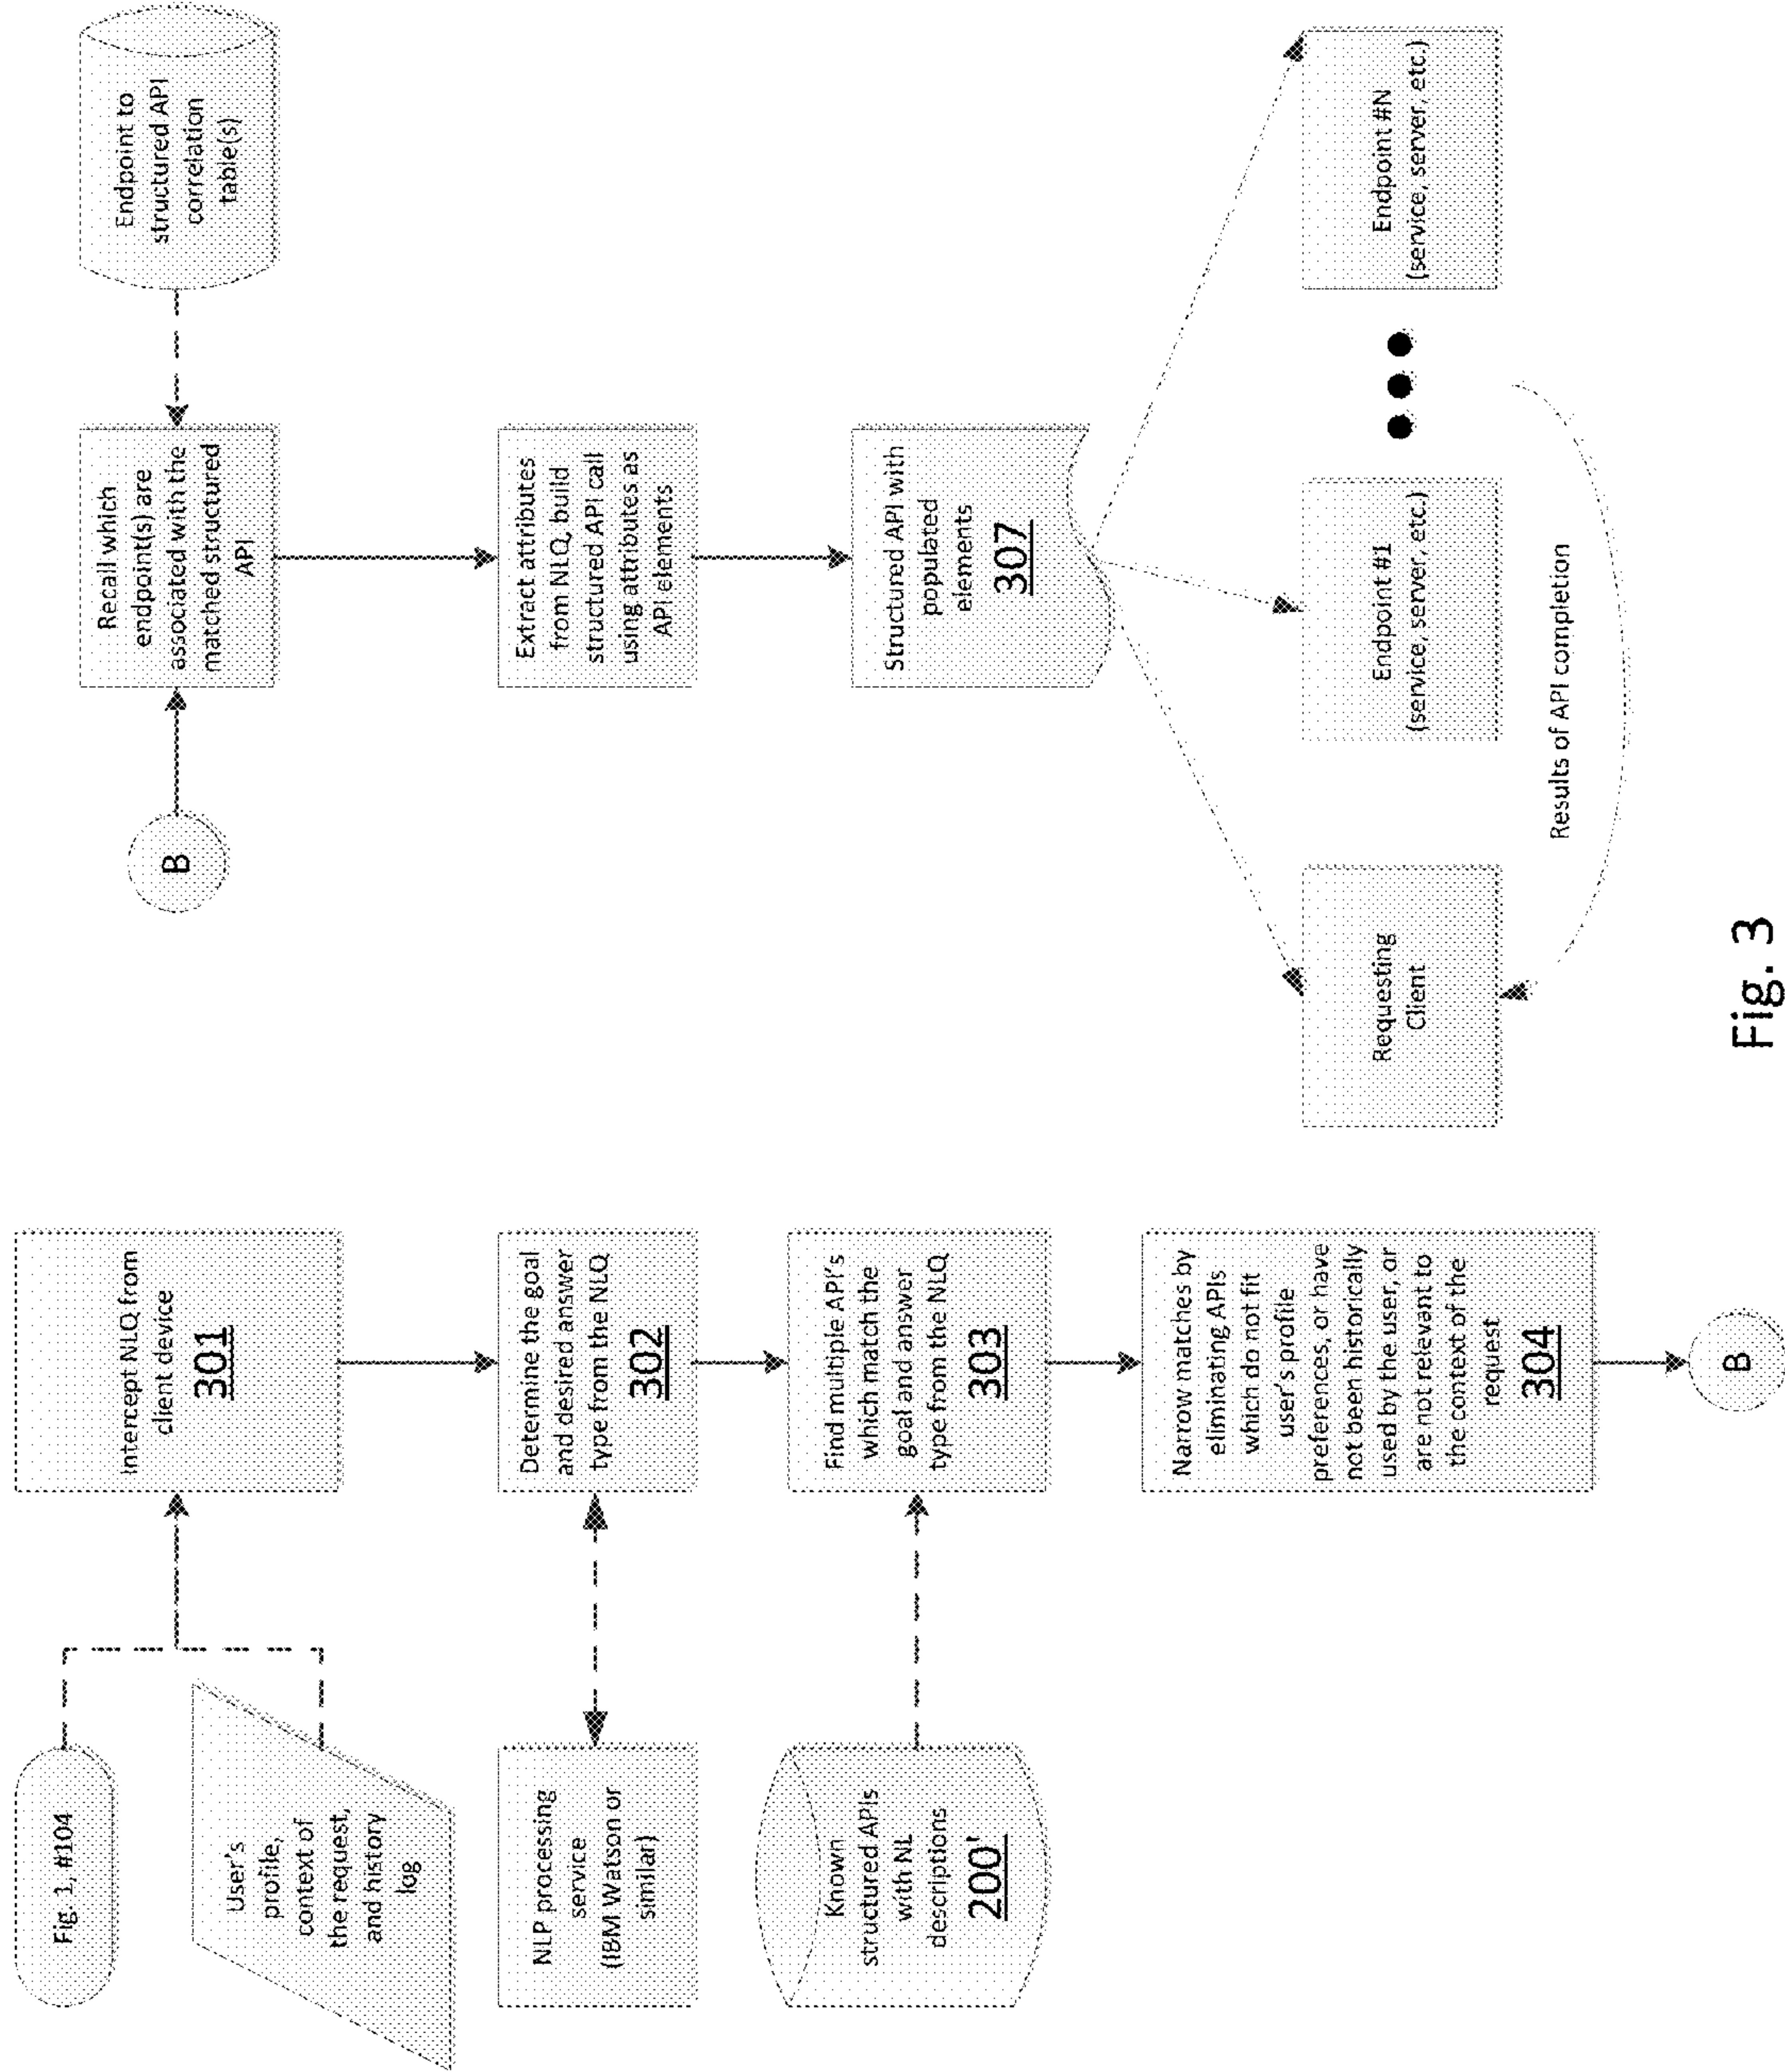 Fig. 1, #104
User's
profile,
context of
the request,
and history
log
Intercept NLQ from
client device
301
NLP processing
service
(IBM Watson or
similar)
Determine the goal
and desired answer
type from the NLQ
302
Known
structured APIs
with NL
descriptions
200'
Find multiple API's
which match the
goal and answer
type from the NLQ
303
Narrow matches by
eliminating APIs
which do not fit
user's profile
preferences, or have
not been historically
used by the user, or
are not relevant to
the context of the
request
304
B
B
Recall which
endpoint(s) are
associated with the
matched structured
API
Endpoint to
structured API
correlation
table(s)
Extract attributes
from NLQ, build
structured API call
using attributes as
API elements
Structured API with
populated
elements
307
Requesting
Client
Endpoint #1
(service, server, etc.)
Endpoint #N
(service, server, etc.)
Results of API completion
Fig. 3